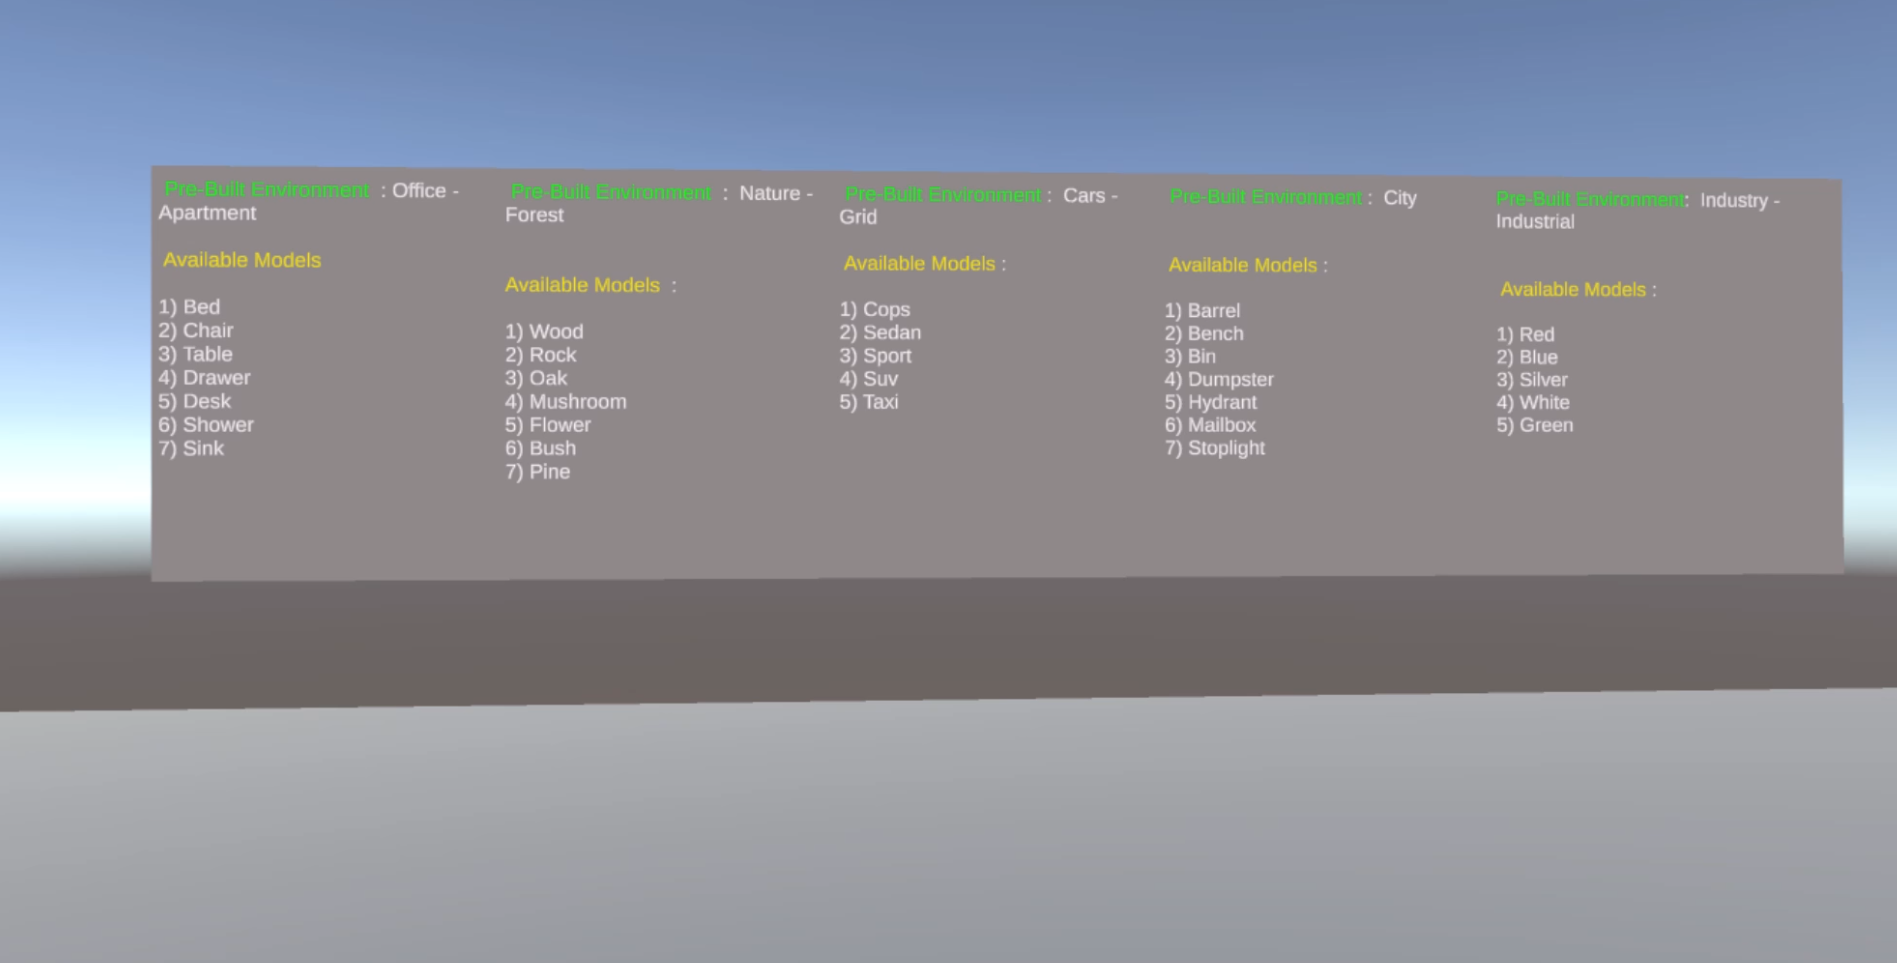 Pre-Built Environment : Office -
Apartment
Available Models
1) Bed
2) Chair
3) Table
4) Drawer
5) Desk
6) Shower
7) Sink
Pre-Built Environment : Nature -
Forest
Available Models :
1) Wood
2) Rock
3) Oak
4) Mushroom
5) Flower
6) Bush
7) Pine
Pre-Built Environment : Cars -
Grid
Available Models :
1) Cops
2) Sedan
3) Sport
4) Suv
5) Taxi
Pre-Built Environment : City
Available Models :
1) Barrel
2) Bench
3) Bin
4) Dumpster
5) Hydrant
6) Mailbox
7) Stoplight
Pre-Built Environment: Industry -
Industrial
Available Models :
1) Red
2) Blue
3) Silver
4) White
5) Green